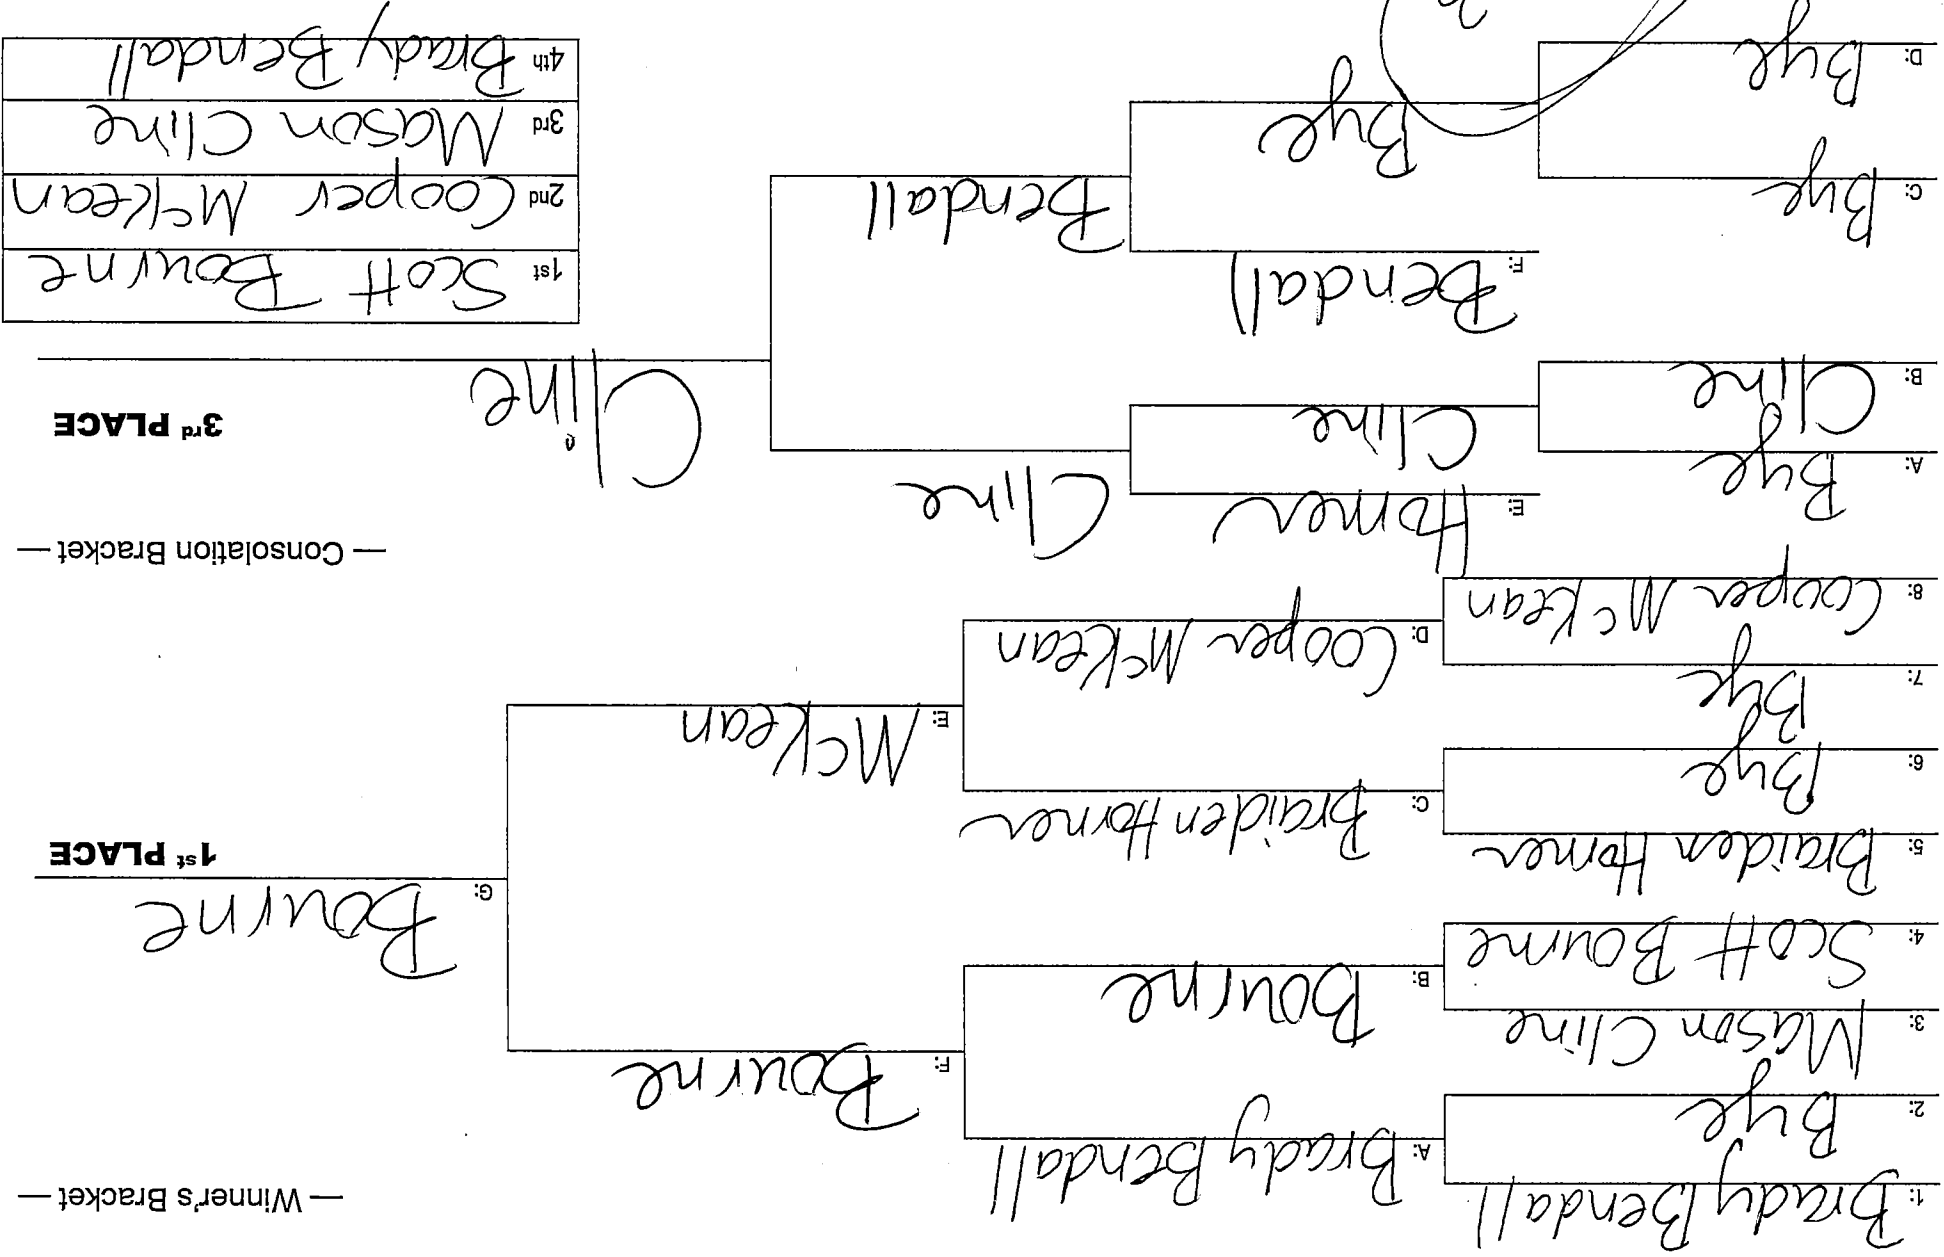 — Winner's Bracket —
1: Brady Bendall
2: Bye
3: Mason Cline
4: Scott Bourne
5: Braiden Horner
6: Bye
7: Bye
8: Cooper McKean
A: Brady Bendall
B: Bourne
C: Braiden Horner
D: Cooper McKean
F: Bourne
E: McKean
G: Bourne
1st PLACE
— Consolation Bracket —
A: Bye
B: Cline
C: Bye
D: Bye
E: Horner
Cline
F: Bendall
Bye
Cline
Bendall
Cline
3rd PLACE
1st Scott Bourne
2nd Cooper McKean
3rd Mason Cline
4th Brady Bendall